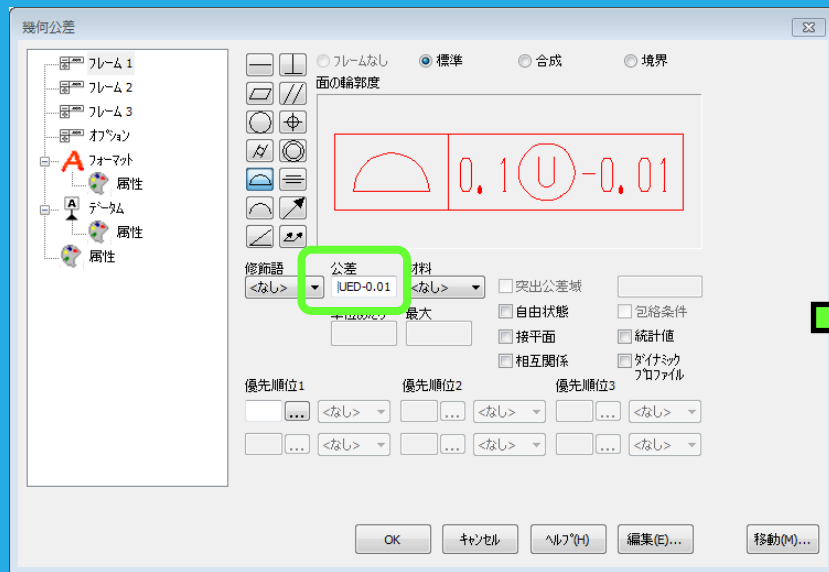 幾何公差
フレーム 1
フレーム 2
フレーム 3
オプション
フォーマット
属性
データム
属性
属性
フレームなし 標準 合成 境界
面の輪郭度
0.1Ⓤ-0.01
修飾語 公差 材料
<なし> UED-0.01 <なし> 突出公差域
単位あたり 最大 自由状態 包絡条件
接平面 統計値
相互関係 ダイナミック
プロファイル
優先順位1 優先順位2 優先順位3
... <なし> ... <なし> ... <なし>
... <なし> ... <なし> ... <なし>
OK キャンセル ヘルプ(H) 編集(E)... 移動(M)...